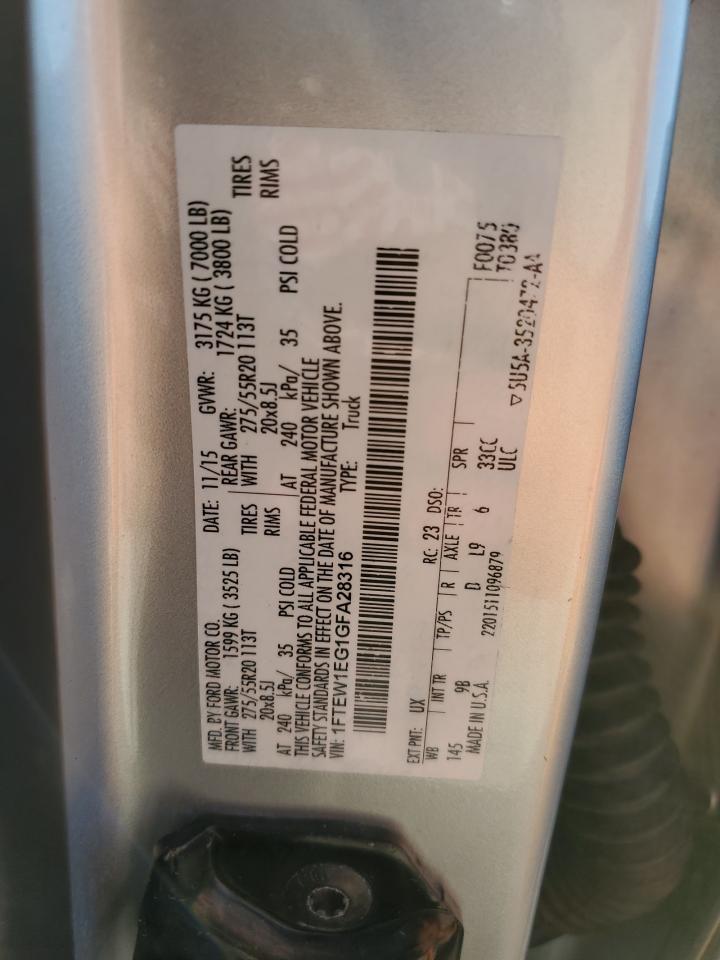 MFD. BY FORD MOTOR CO.
DATE: 11/15 GVWR: 3175 KG ( 7000 LB)
FRONT GAWR: 1599 KG ( 3525 LB) REAR GAWR: 1724 KG ( 3800 LB)
WITH 275/55R20 113T TIRES WITH 275/55R20 113T TIRES
20x8.5J RIMS 20x8.5J RIMS
AT 240 kPa/ 35 PSI COLD AT 240 kPa/ 35 PSI COLD
THIS VEHICLE CONFORMS TO ALL APPLICABLE FEDERAL MOTOR VEHICLE
SAFETY STANDARDS IN EFFECT ON THE DATE OF MANUFACTURE SHOWN ABOVE.
VIN: 1FTEW1EG1GFA28316 TYPE: Truck
EXT PNT: UX RC: 23 DSO:
WB INT TR TP/PS R AXLE TR SPR F0075
145 9B D L9 6 33CC
MADE IN U.S.A. 2201511096879 ULC ▽ 5U5A-3520472-AA